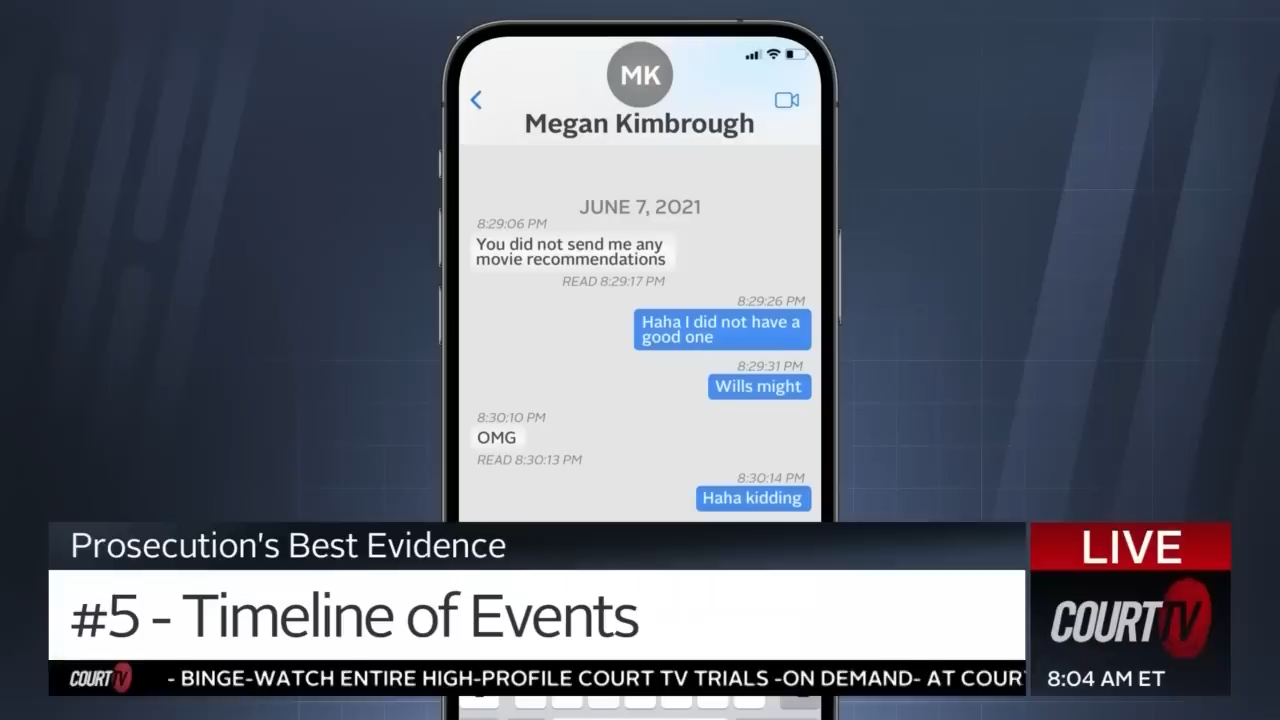 MK
Megan Kimbrough
JUNE 7, 2021
8:29:06 PM
You did not send me any
movie recommendations
READ 8:29:17 PM
8:29:26 PM
Haha I did not have a
good one
8:29:31 PM
Wills might
8:30:10 PM
OMG
READ 8:30:13 PM
8:30:14 PM
Haha kidding
Prosecution's Best Evidence
#5 - Timeline of Events
LIVE
COURT TV
8:04 AM ET
COURT TV
- BINGE-WATCH ENTIRE HIGH-PROFILE COURT TV TRIALS -ON DEMAND- AT COUR